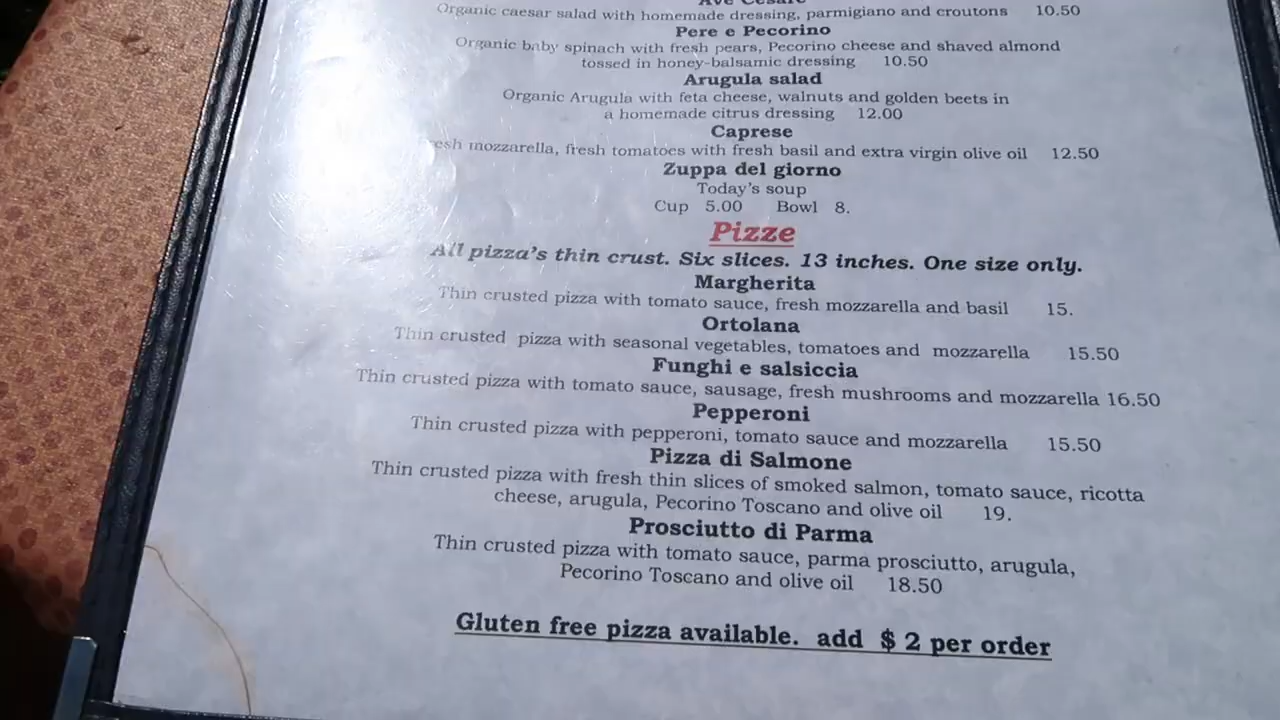 Ave Cesare
Organic caesar salad with homemade dressing, parmigiano and croutons 10.50
Pere e Pecorino
Organic baby spinach with fresh pears, Pecorino cheese and shaved almond
tossed in honey-balsamic dressing 10.50
Arugula salad
Organic Arugula with feta cheese, walnuts and golden beets in
a homemade citrus dressing 12.00
Caprese
mozzarella, fresh tomatoes with fresh basil and extra virgin olive oil 12.50
Zuppa del giorno
Today's soup
Cup 5.00 Bowl 8.
Pizze
All pizza's thin crust. Six slices. 13 inches. One size only.
Margherita
Thin crusted pizza with tomato sauce, fresh mozzarella and basil 15.
Ortolana
Thin crusted pizza with seasonal vegetables, tomatoes and mozzarella 15.50
Funghi e salsiccia
Thin crusted pizza with tomato sauce, sausage, fresh mushrooms and mozzarella 16.50
Pepperoni
Thin crusted pizza with pepperoni, tomato sauce and mozzarella 15.50
Pizza di Salmone
Thin crusted pizza with fresh thin slices of smoked salmon, tomato sauce, ricotta
cheese, arugula, Pecorino Toscano and olive oil 19.
Prosciutto di Parma
Thin crusted pizza with tomato sauce, parma prosciutto, arugula,
Pecorino Toscano and olive oil 18.50
Gluten free pizza available. add $ 2 per order